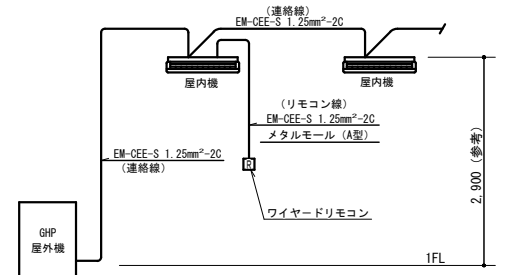 (連絡線)
EM-CEE-S 1.25mm²-2C
屋内機
屋内機
(リモコン線)
EM-CEE-S 1.25mm²-2C
メタルモール (A型)
EM-CEE-S 1.25mm²-2C
(連絡線)
R
2,900 (参考)
ワイヤードリモコン
GHP
屋外機
1FL